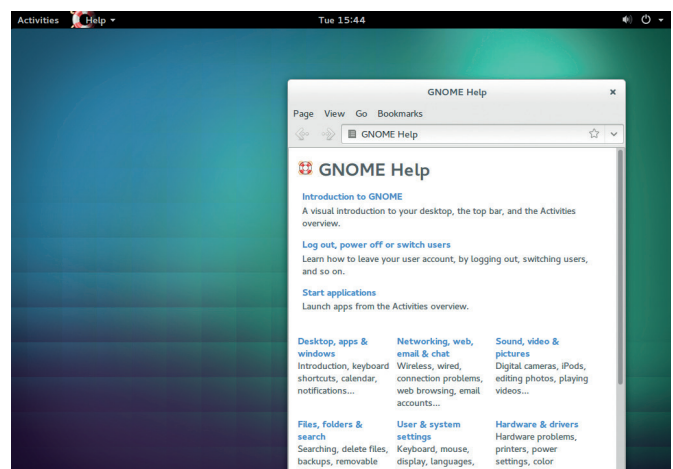 Activities Help Tue 15:44
GNOME Help
Page View Go Bookmarks
GNOME Help
GNOME Help
Introduction to GNOME
A visual introduction to your desktop, the top bar, and the Activities
overview.
Log out, power off or switch users
Learn how to leave your user account, by logging out, switching users,
and so on.
Start applications
Launch apps from the Activities overview.
Desktop, apps &
windows
Introduction, keyboard
shortcuts, calendar,
notifications...
Networking, web,
email & chat
Wireless, wired,
connection problems,
web browsing, email
accounts...
Sound, video &
pictures
Digital cameras, iPods,
editing photos, playing
videos...
Files, folders &
search
Searching, delete files,
backups, removable
User & system
settings
Keyboard, mouse,
display, languages,
Hardware & drivers
Hardware problems,
printers, power
settings, color